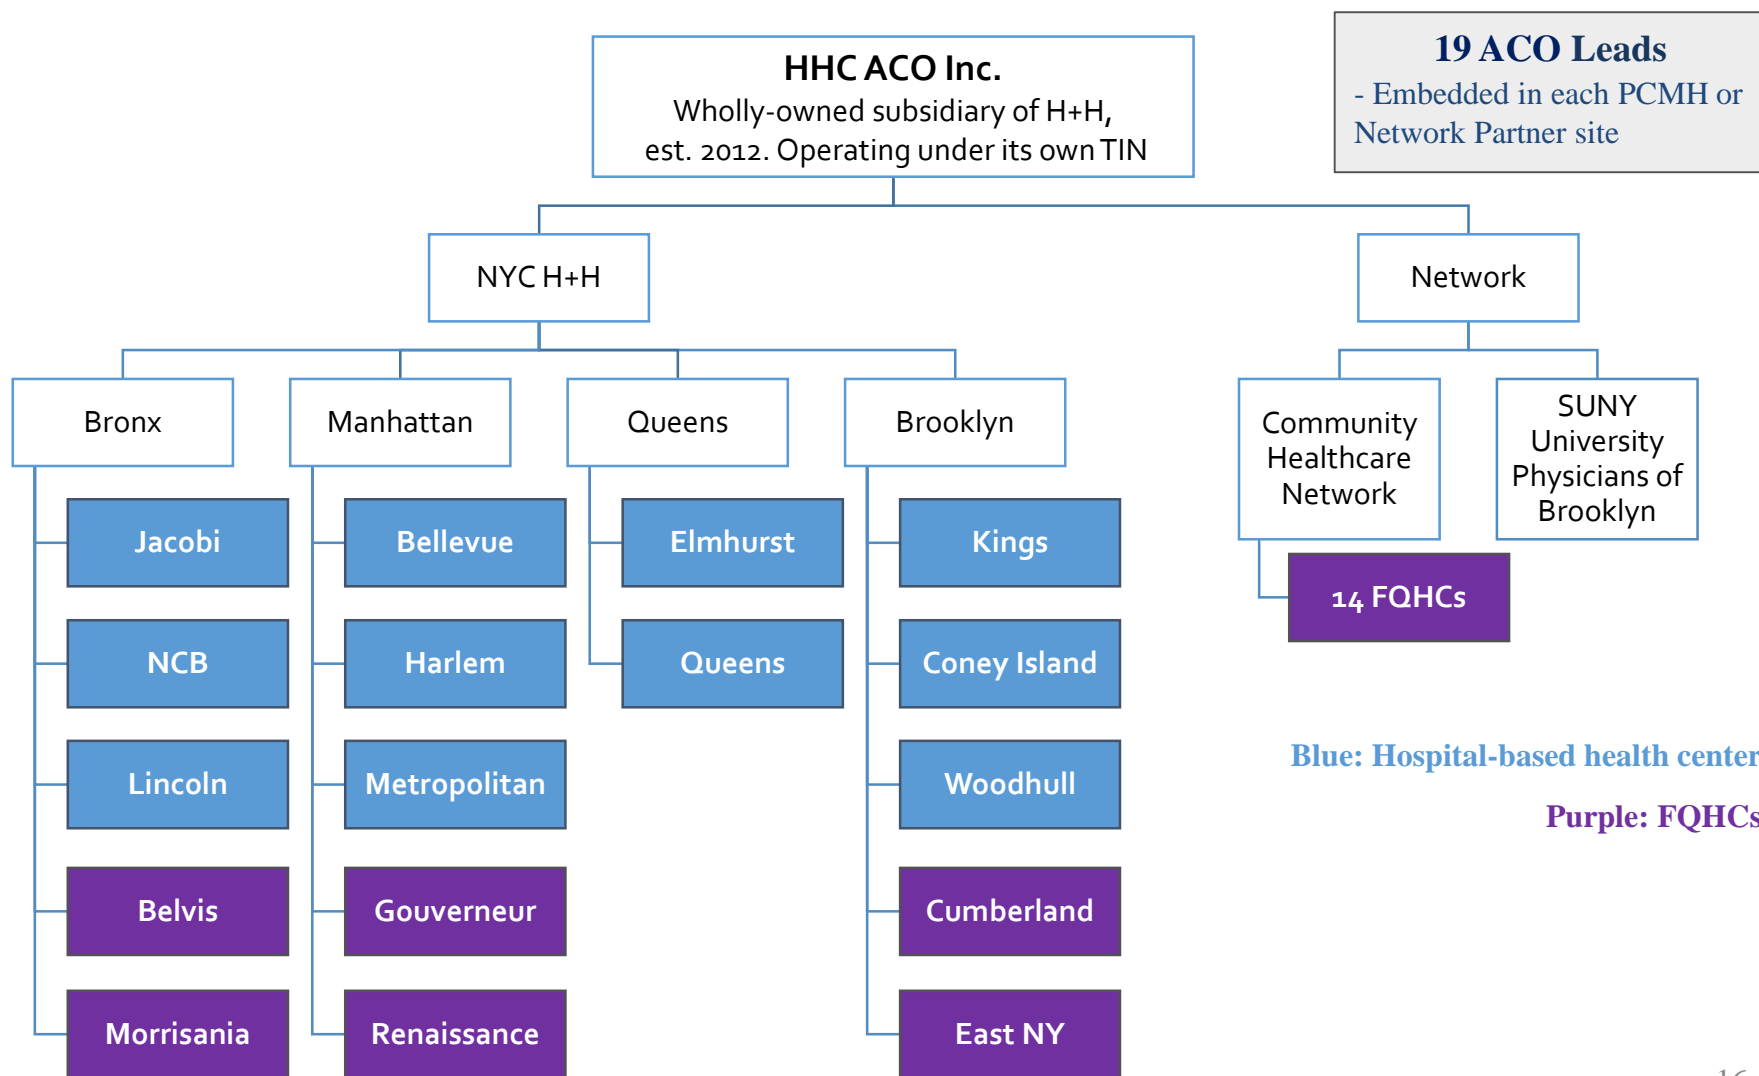 HHC ACO Inc.
Wholly-owned subsidiary of H+H,
est. 2012. Operating under its own TIN
19 ACO Leads
- Embedded in each PCMH or
Network Partner site
NYC H+H
Network
Bronx
Manhattan
Queens
Brooklyn
Community
Healthcare
Network
SUNY
University
Physicians of
Brooklyn
Jacobi
Bellevue
Elmhurst
Kings
14 FQHCs
NCB
Harlem
Queens
Coney Island
Lincoln
Metropolitan
Woodhull
Blue: Hospital-based health center
Purple: FQHCs
Belvis
Gouverneur
Cumberland
Morrisania
Renaissance
East NY
16